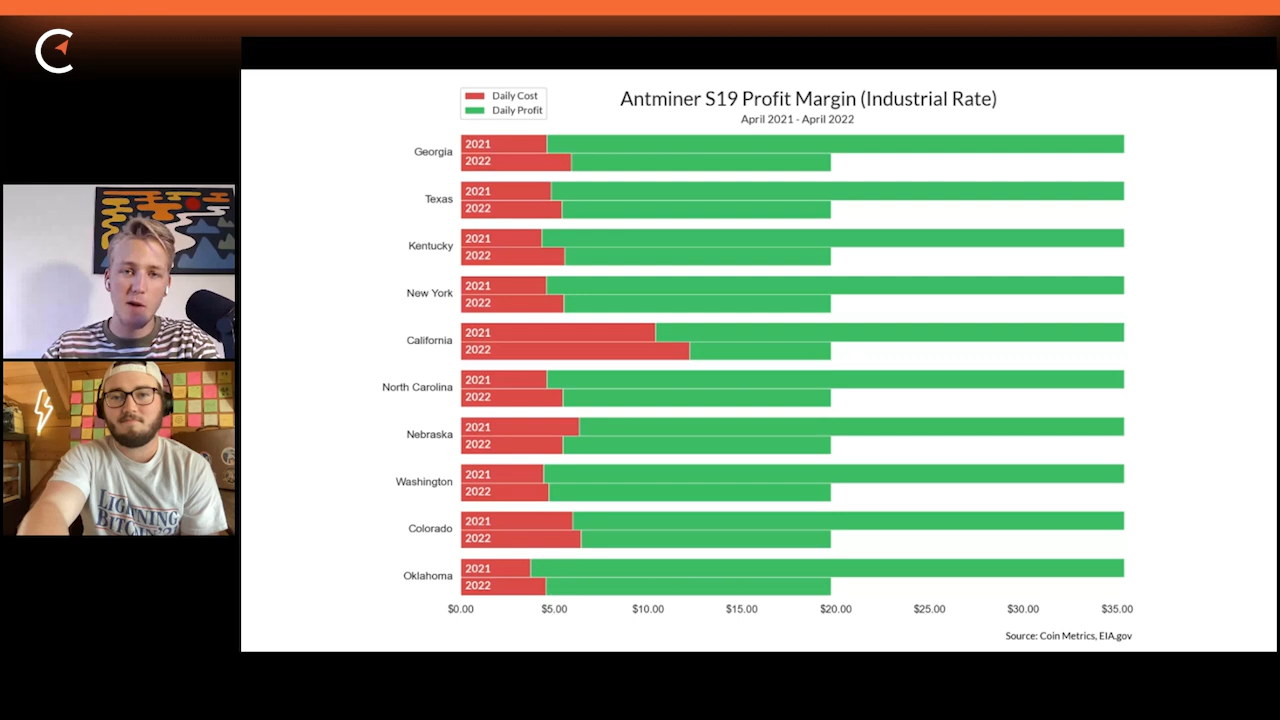 Daily Cost
Daily Profit
Antminer S19 Profit Margin (Industrial Rate)
April 2021 - April 2022
Georgia
2021
2022
Texas
2021
2022
Kentucky
2021
2022
New York
2021
2022
California
2021
2022
North Carolina
2021
2022
Nebraska
2021
2022
Washington
2021
2022
Colorado
2021
2022
Oklahoma
2021
2022
$0.00 $5.00 $10.00 $15.00 $20.00 $25.00 $30.00 $35.00
Source: Coin Metrics, EIA.gov
LIGHTNING